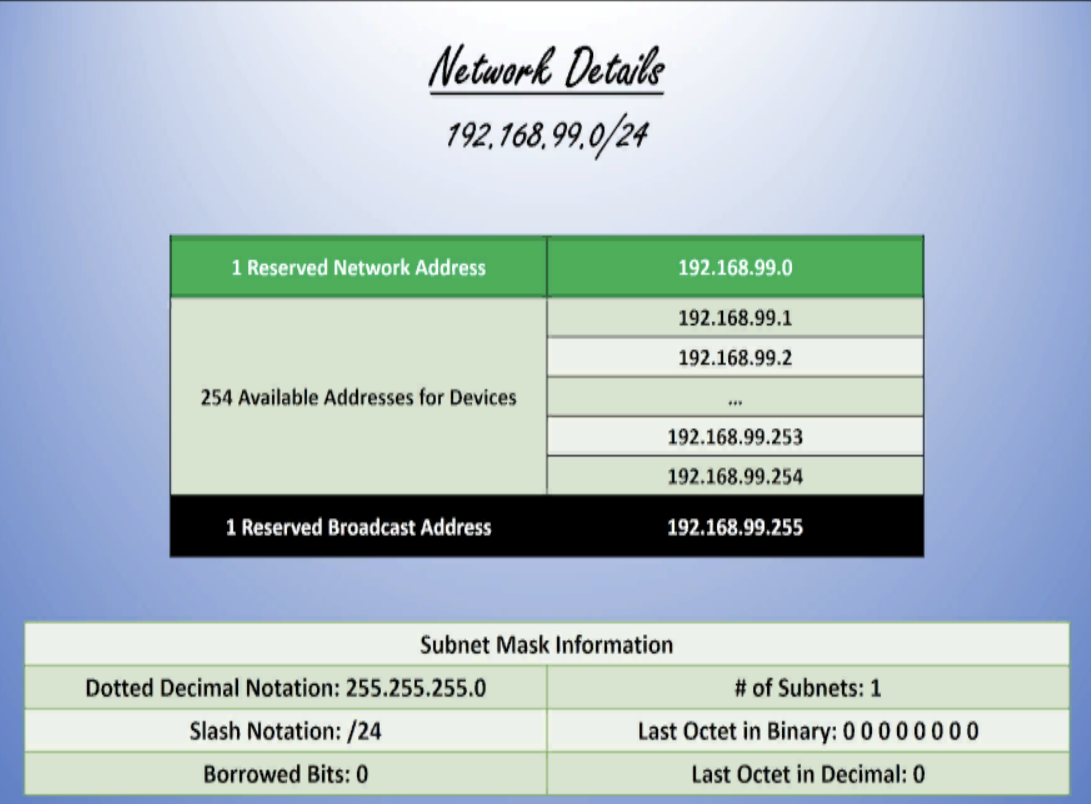 Network Details
192.168.99.0/24
1 Reserved Network Address 192.168.99.0
192.168.99.1
192.168.99.2
254 Available Addresses for Devices ...
192.168.99.253
192.168.99.254
1 Reserved Broadcast Address 192.168.99.255
Subnet Mask Information
Dotted Decimal Notation: 255.255.255.0 # of Subnets: 1
Slash Notation: /24 Last Octet in Binary: 0 0 0 0 0 0 0 0
Borrowed Bits: 0 Last Octet in Decimal: 0